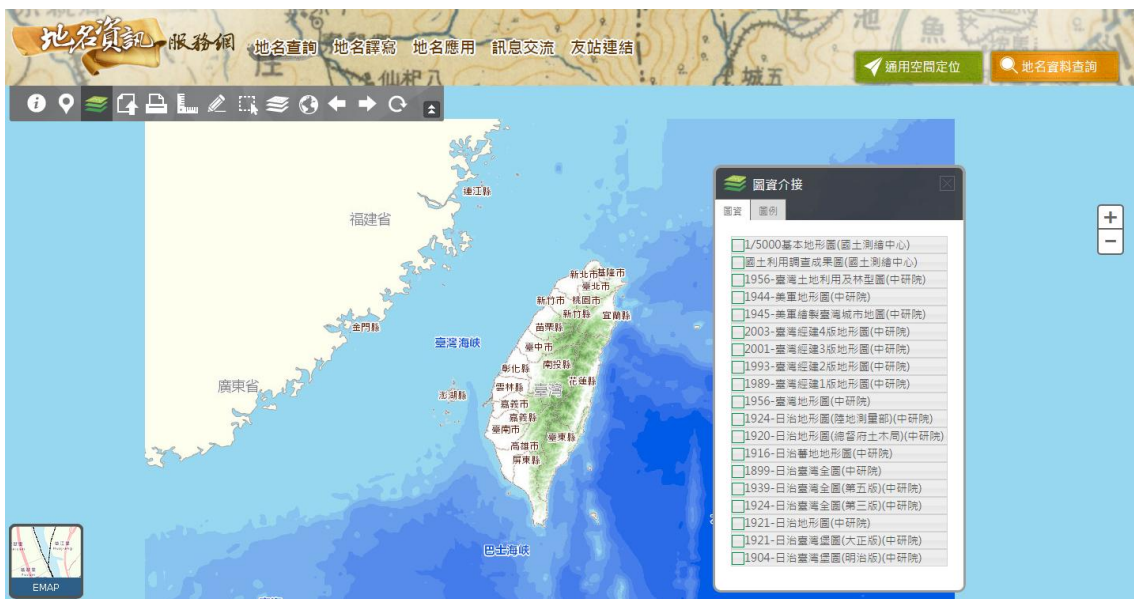 地名資訊服務網
地名查詢 地名譯寫 地名應用 訊息交流 友站連結
仙祀八
城五
池
魚
通用空間定位
地名資料查詢
圖資介接
圖資 圖例
1/5000基本地形圖(國土測繪中心)
國土利用調查成果圖(國土測繪中心)
1956-臺灣土地利用及林型圖(中研院)
1944-美軍地形圖(中研院)
1945-美軍繪製臺灣城市地圖(中研院)
2003-臺灣經建4版地形圖(中研院)
2001-臺灣經建3版地形圖(中研院)
1993-臺灣經建2版地形圖(中研院)
1989-臺灣經建1版地形圖(中研院)
1956-臺灣地形圖(中研院)
1924-日治地形圖(陸地測量部)(中研院)
1920-日治地形圖(總督府土木局)(中研院)
1916-日治蕃地地形圖(中研院)
1899-日治臺灣全圖(中研院)
1939-日治臺灣全圖(第五版)(中研院)
1924-日治臺灣全圖(第三版)(中研院)
1921-日治地形圖(中研院)
1921-日治臺灣堡圖(大正版)(中研院)
1904-日治臺灣堡圖(明治版)(中研院)
+
−
連江縣
福建省
新北市 基隆市
臺北市
新竹市 桃園市
新竹縣 宜蘭縣
金門縣
苗栗縣
臺灣海峽
臺中市
彰化縣 南投縣
花蓮縣
廣東省
雲林縣 臺灣
澎湖縣
嘉義市
嘉義縣
臺南市
臺東縣
高雄市
屏東縣
巴士海峽
EMAP